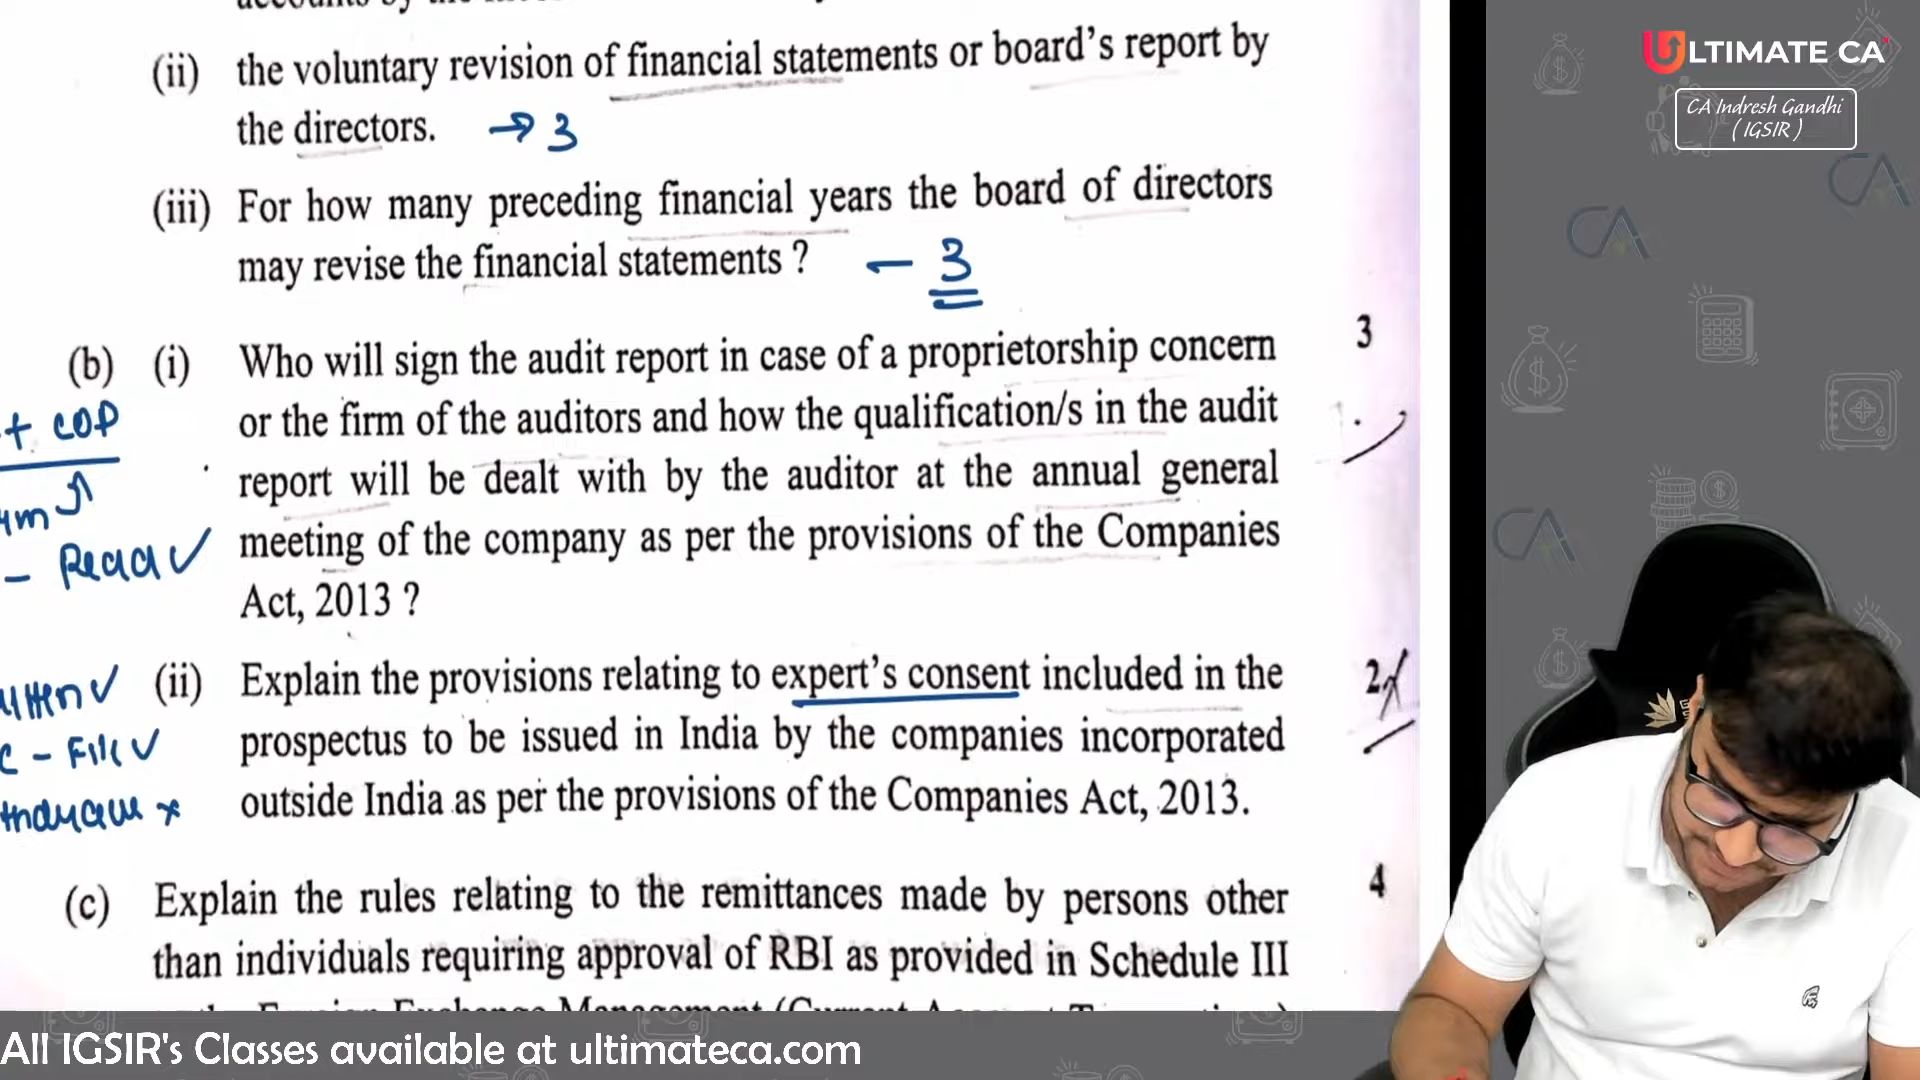 (ii) the voluntary revision of financial statements or board's report by
the directors. → 3
(iii) For how many preceding financial years the board of directors
may revise the financial statements ? – 3
(b) (i) Who will sign the audit report in case of a proprietorship concern 3
or the firm of the auditors and how the qualification/s in the audit
+ COP
report will be dealt with by the auditor at the annual general
meeting of the company as per the provisions of the Companies
– Read ✓
Act, 2013 ?
(ii) Explain the provisions relating to expert's consent included in the 2
prospectus to be issued in India by the companies incorporated
– File ✓
outside India as per the provisions of the Companies Act, 2013.
(c) Explain the rules relating to the remittances made by persons other 4
than individuals requiring approval of RBI as provided in Schedule III
ULTIMATE CA
CA Indresh Gandhi
( IGSIR )
All IGSIR's Classes available at ultimateca.com